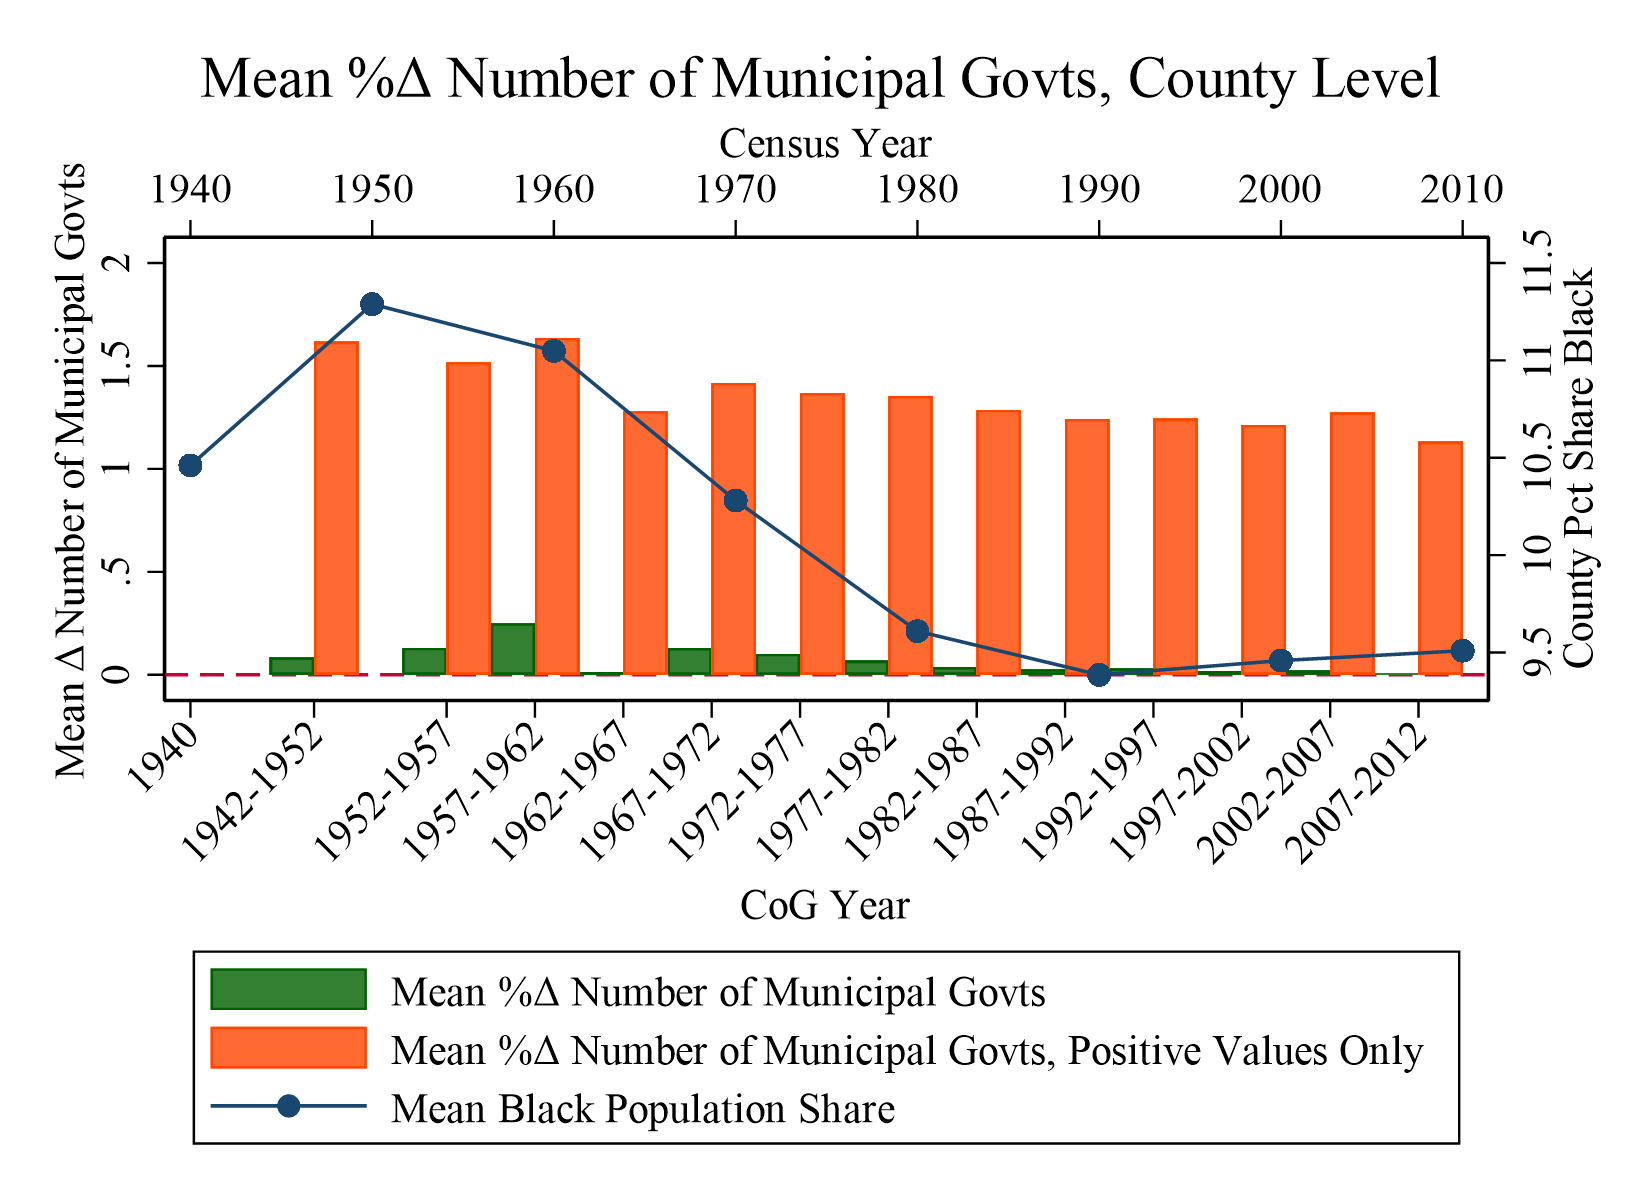 Mean %Δ Number of Municipal Govts, County Level
Census Year
1940 1950 1960 1970 1980 1990 2000 2010
Mean Δ Number of Municipal Govts
2
1.5
1
.5
0
11.5
11
10.5
10
9.5
County Pct Share Black
1940
1942-1952
1952-1957
1957-1962
1962-1967
1967-1972
1972-1977
1977-1982
1982-1987
1987-1992
1992-1997
1997-2002
2002-2007
2007-2012
CoG Year
Mean %Δ Number of Municipal Govts
Mean %Δ Number of Municipal Govts, Positive Values Only
Mean Black Population Share